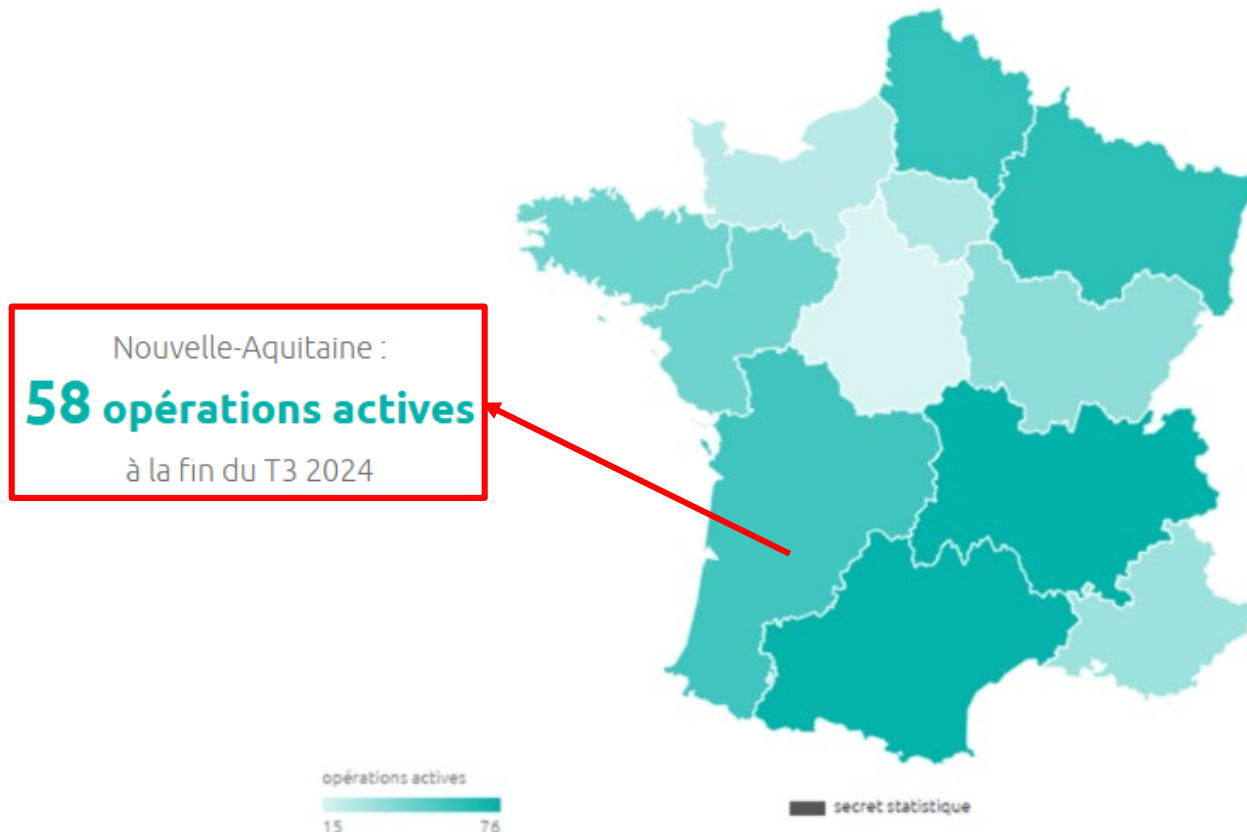 Nouvelle-Aquitaine :
58 opérations actives
à la fin du T3 2024
opérations actives
15 76
secret statistique